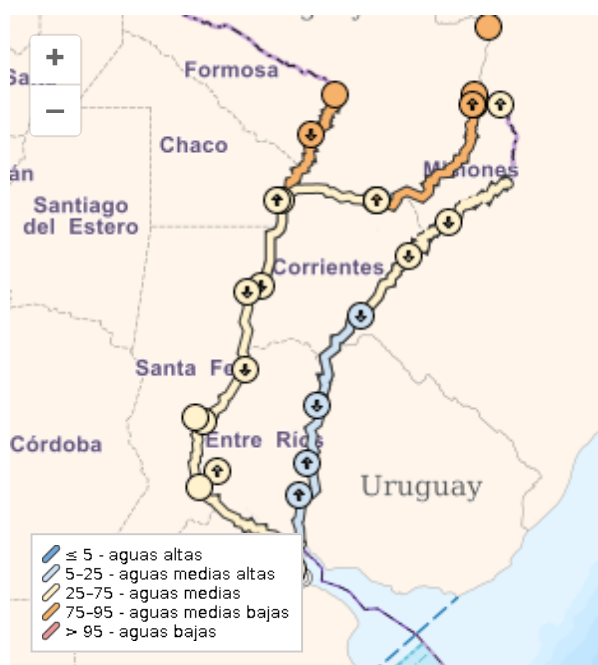 +
−
Formosa
Chaco
Misiones
Santiago
del Estero
Corrientes
Santa Fe
Córdoba
Entre Ríos
Uruguay
≤ 5 - aguas altas
5-25 - aguas medias altas
25-75 - aguas medias
75-95 - aguas medias bajas
> 95 - aguas bajas